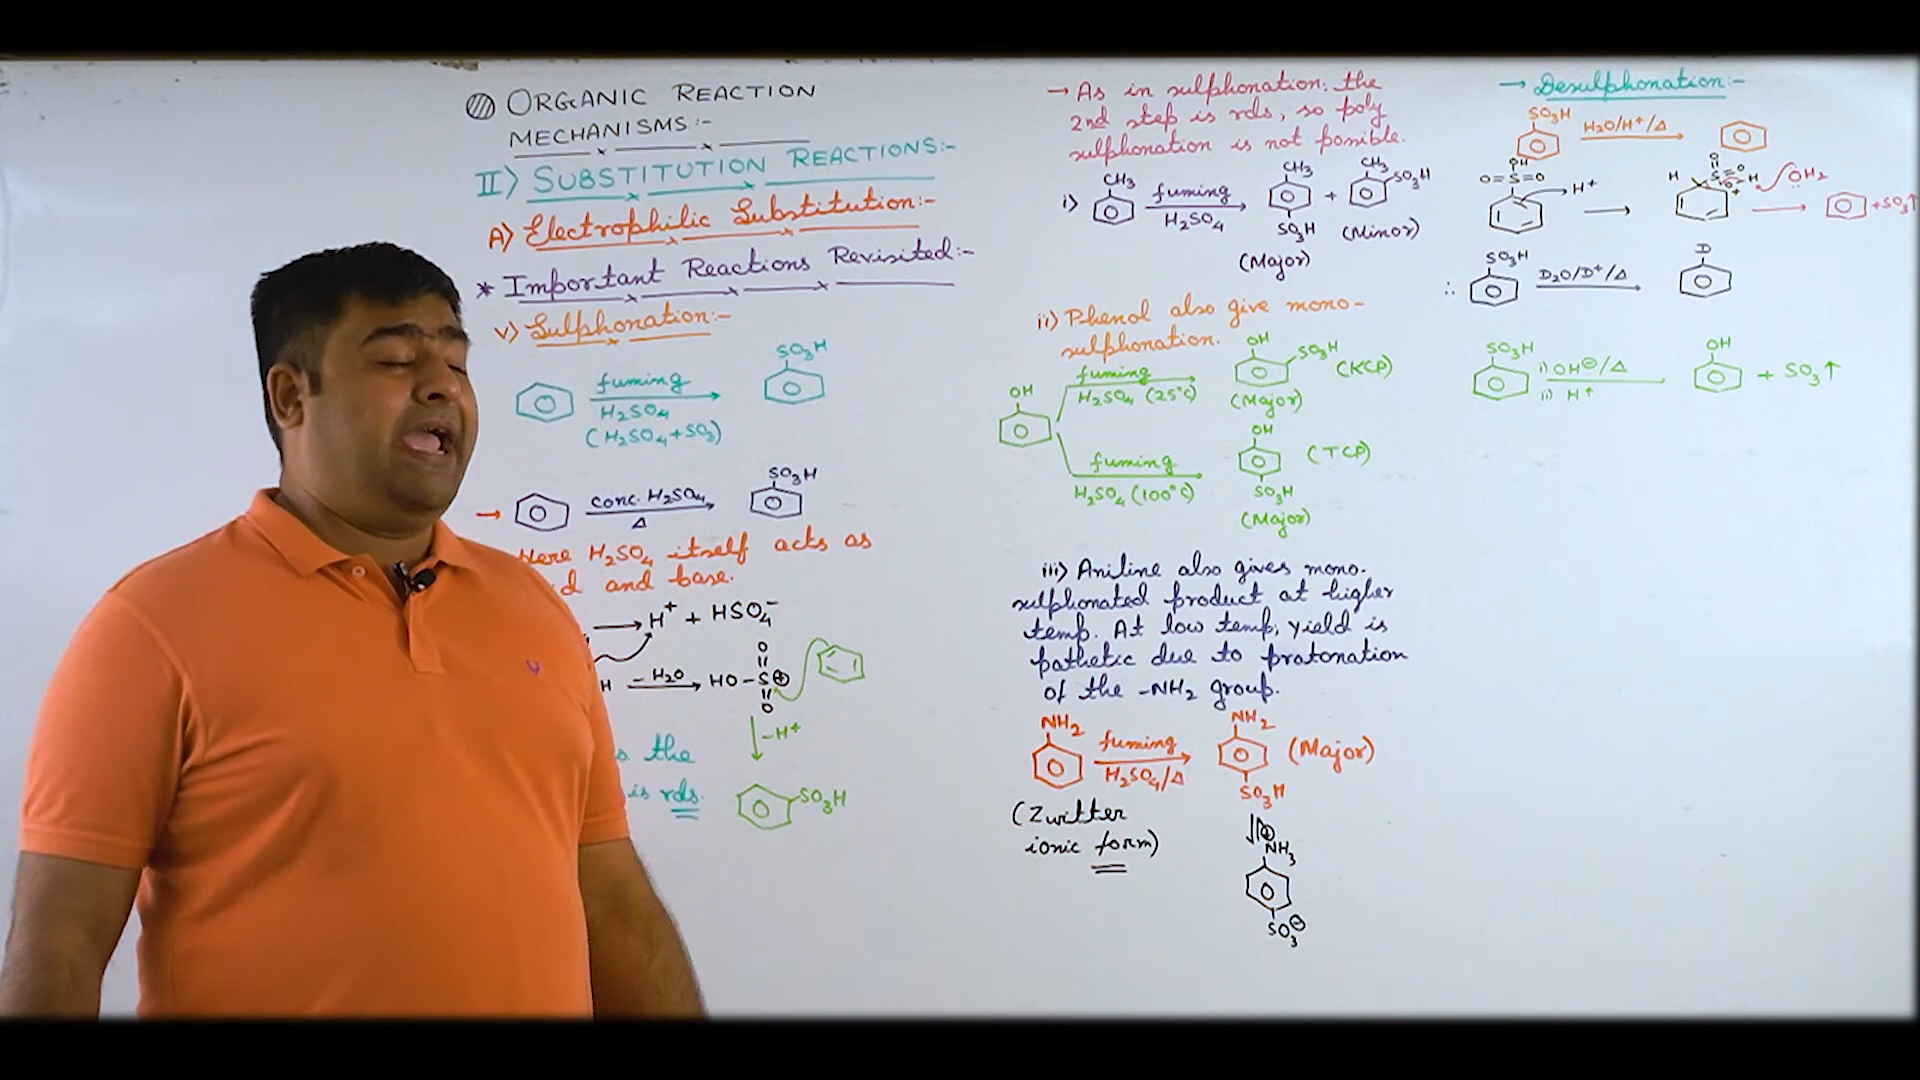 ORGANIC REACTION
MECHANISMS:-
II) SUBSTITUTION REACTIONS:-
A) Electrophilic Substitution:-
* Important Reactions Revisited:-
v) Sulphonation:-
SO3H
fuming
H2SO4
(H2SO4+SO3)
SO3H
→ conc. H2SO4
Δ
Here H2SO4 itself acts as
and base.
→ H+ + HSO4-
O
H -H2O → HO-S⊕
O
-H+
the
is rds.
SO3H
→ As in sulphonation, the
2nd step is rds, so poly
sulphonation is not possible.
i) CH3 fuming CH3 + CH3 SO3H
H2SO4 SO3H (Minor)
(Major)
ii) Phenol also give mono-
sulphonation.
OH fuming OH SO3H (KCP)
H2SO4 (25°C) (Major)
fuming OH (TCP)
H2SO4 (100°C) SO3H
(Major)
iii) Aniline also gives mono-
sulphonated product at higher
temp. At low temp, yield is
pathetic due to protonation
of the -NH2 group.
NH2 fuming NH2 (Major)
H2SO4/Δ SO3H
(Zwitter
ionic form)
⊕
NH3
SO3⊖
→ Desulphonation:-
SO3H H2O/H+/Δ
OH O
O=S=O H+ H S=O H OH2
O+
+SO3↑
∴ SO3H D2O/D+/Δ D
SO3H i) OH⊖/Δ OH + SO3↑
ii) H+